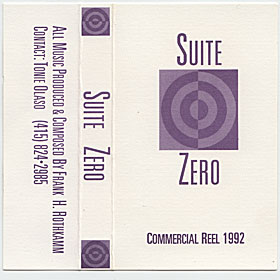 All Music Produced & Composed By Frank H. Rothkamm
Contact: Tonie Olaso (415) 824-2985
Suite Zero
Suite
Zero
Commercial Reel 1992